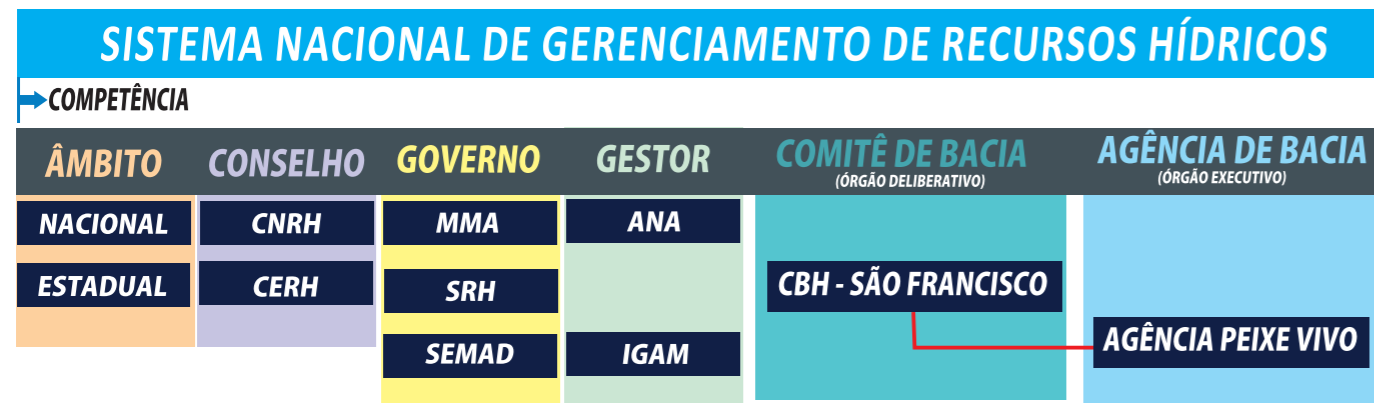 SISTEMA NACIONAL DE GERENCIAMENTO DE RECURSOS HÍDRICOS
COMPETÊNCIA
ÂMBITO CONSELHO GOVERNO GESTOR COMITÊ DE BACIA AGÊNCIA DE BACIA
(ÓRGÃO DELIBERATIVO) (ÓRGÃO EXECUTIVO)
NACIONAL CNRH MMA ANA
ESTADUAL CERH SRH CBH - SÃO FRANCISCO
SEMAD IGAM AGÊNCIA PEIXE VIVO